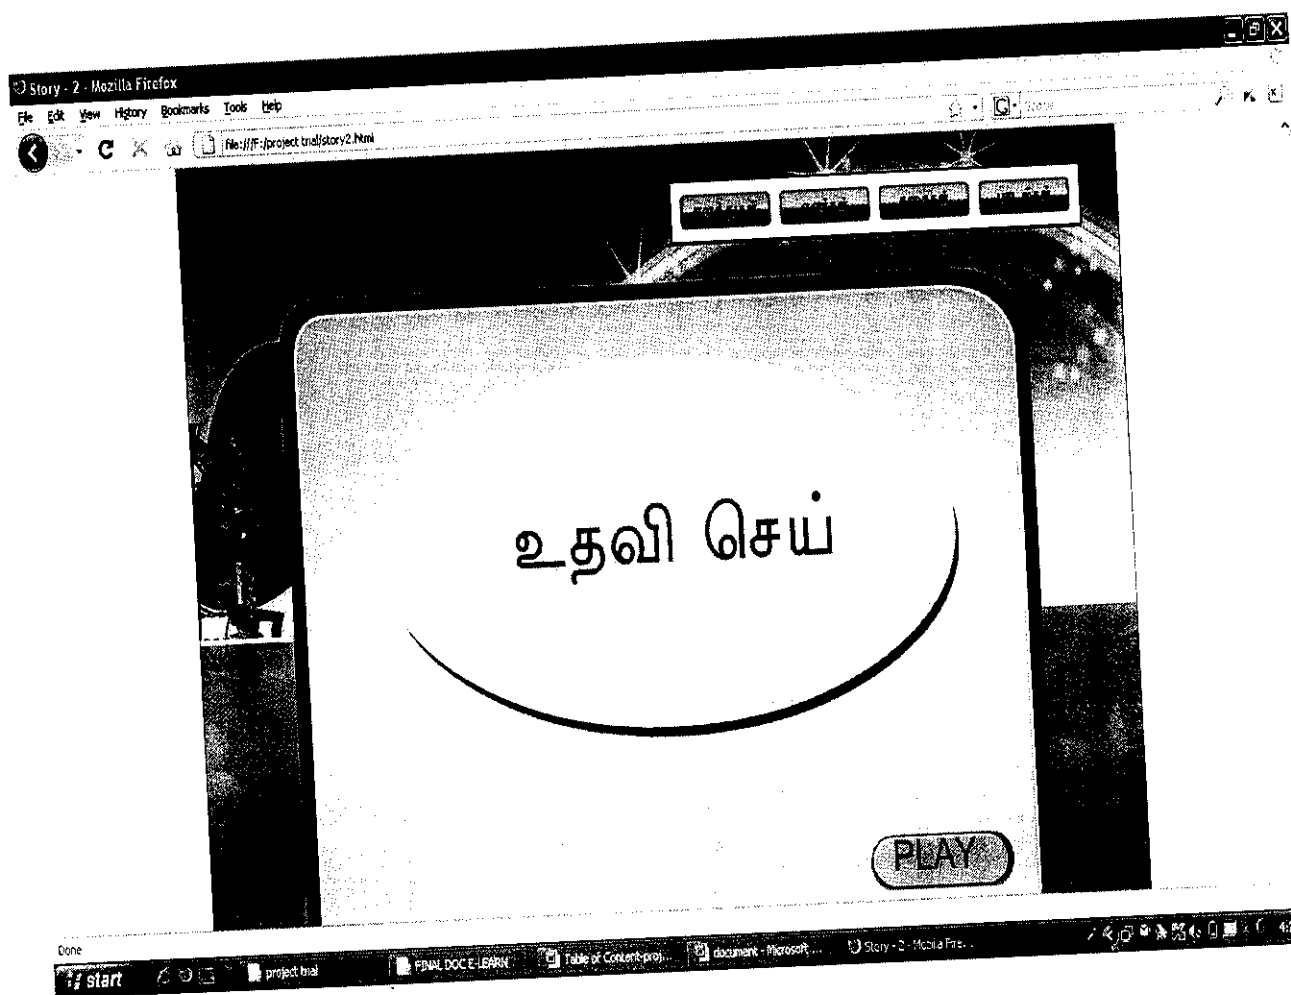 Story - 2 - Mozilla Firefox
File Edit View History Bookmarks Tools Help
file:///F:/project trial/story2.html
உதவி செய்
PLAY
Done
start project trial FINAL DOC E-LEARN Table of Content-proj... document - Microsoft ... Story - 2 - Mozilla Fire...